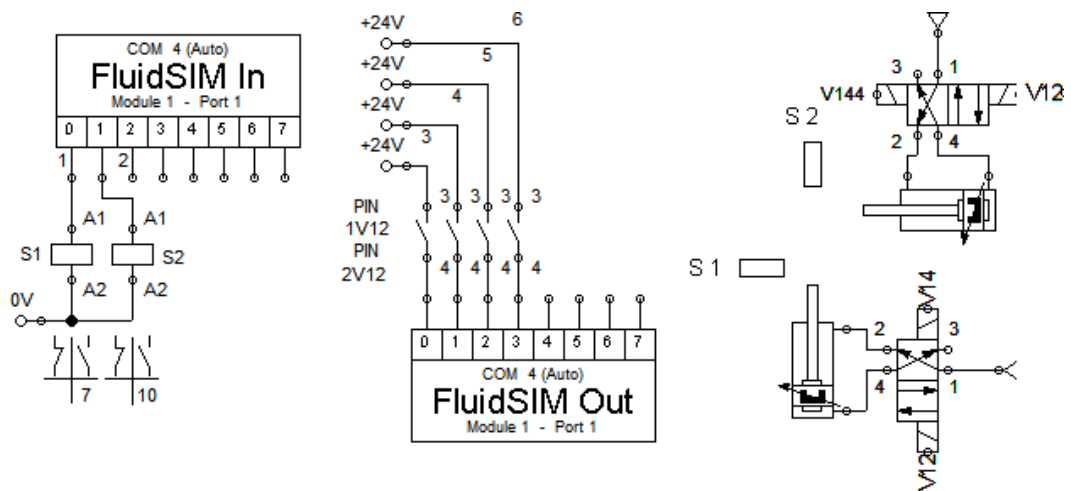 COM 4 (Auto)
FluidSIM In
Module 1 - Port 1
0 1 2 3 4 5 6 7
1 2
A1 A1
S1 S2
A2 A2
0V
7 10
+24V 6
+24V 5
+24V 4
+24V 3
3 3 3 3
PIN
1V12
PIN
2V12
4 4 4 4
0 1 2 3 4 5 6 7
COM 4 (Auto)
FluidSIM Out
Module 1 - Port 1
3 1
V144 V12
S 2
2 4
S 1
V14
2 3
4 1
V12